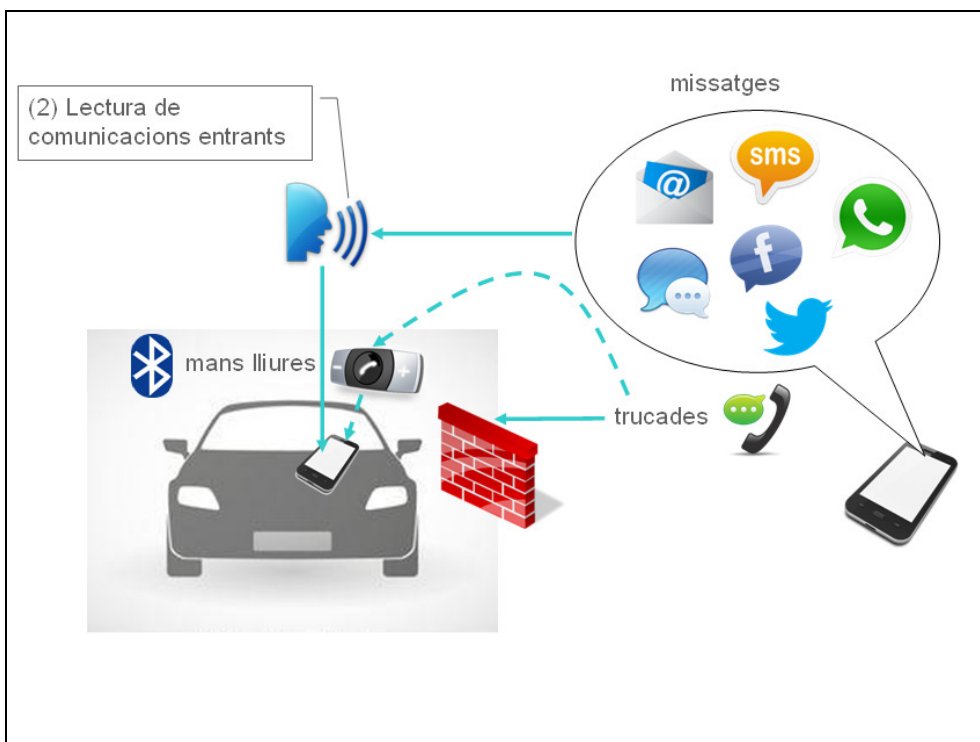 missatges
(2) Lectura de
comunicacions entrants
sms
@
f
mans lliures
trucades